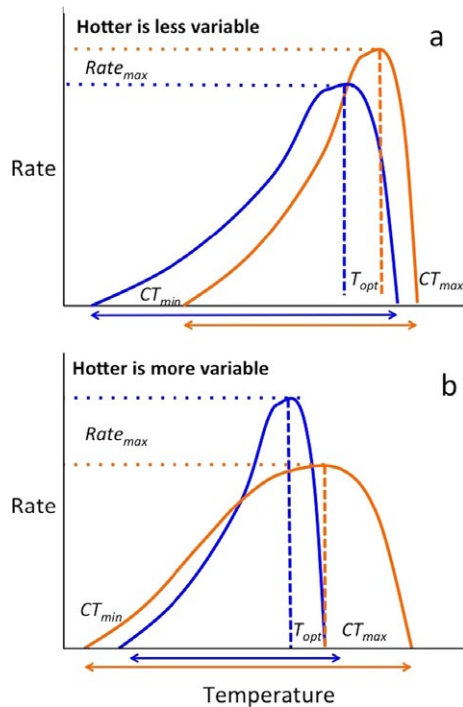 Hotter is less variable
a
Rate_max
Rate
CT_min
T_opt
CT_max
Hotter is more variable
b
Rate_max
Rate
CT_min
T_opt
CT_max
Temperature